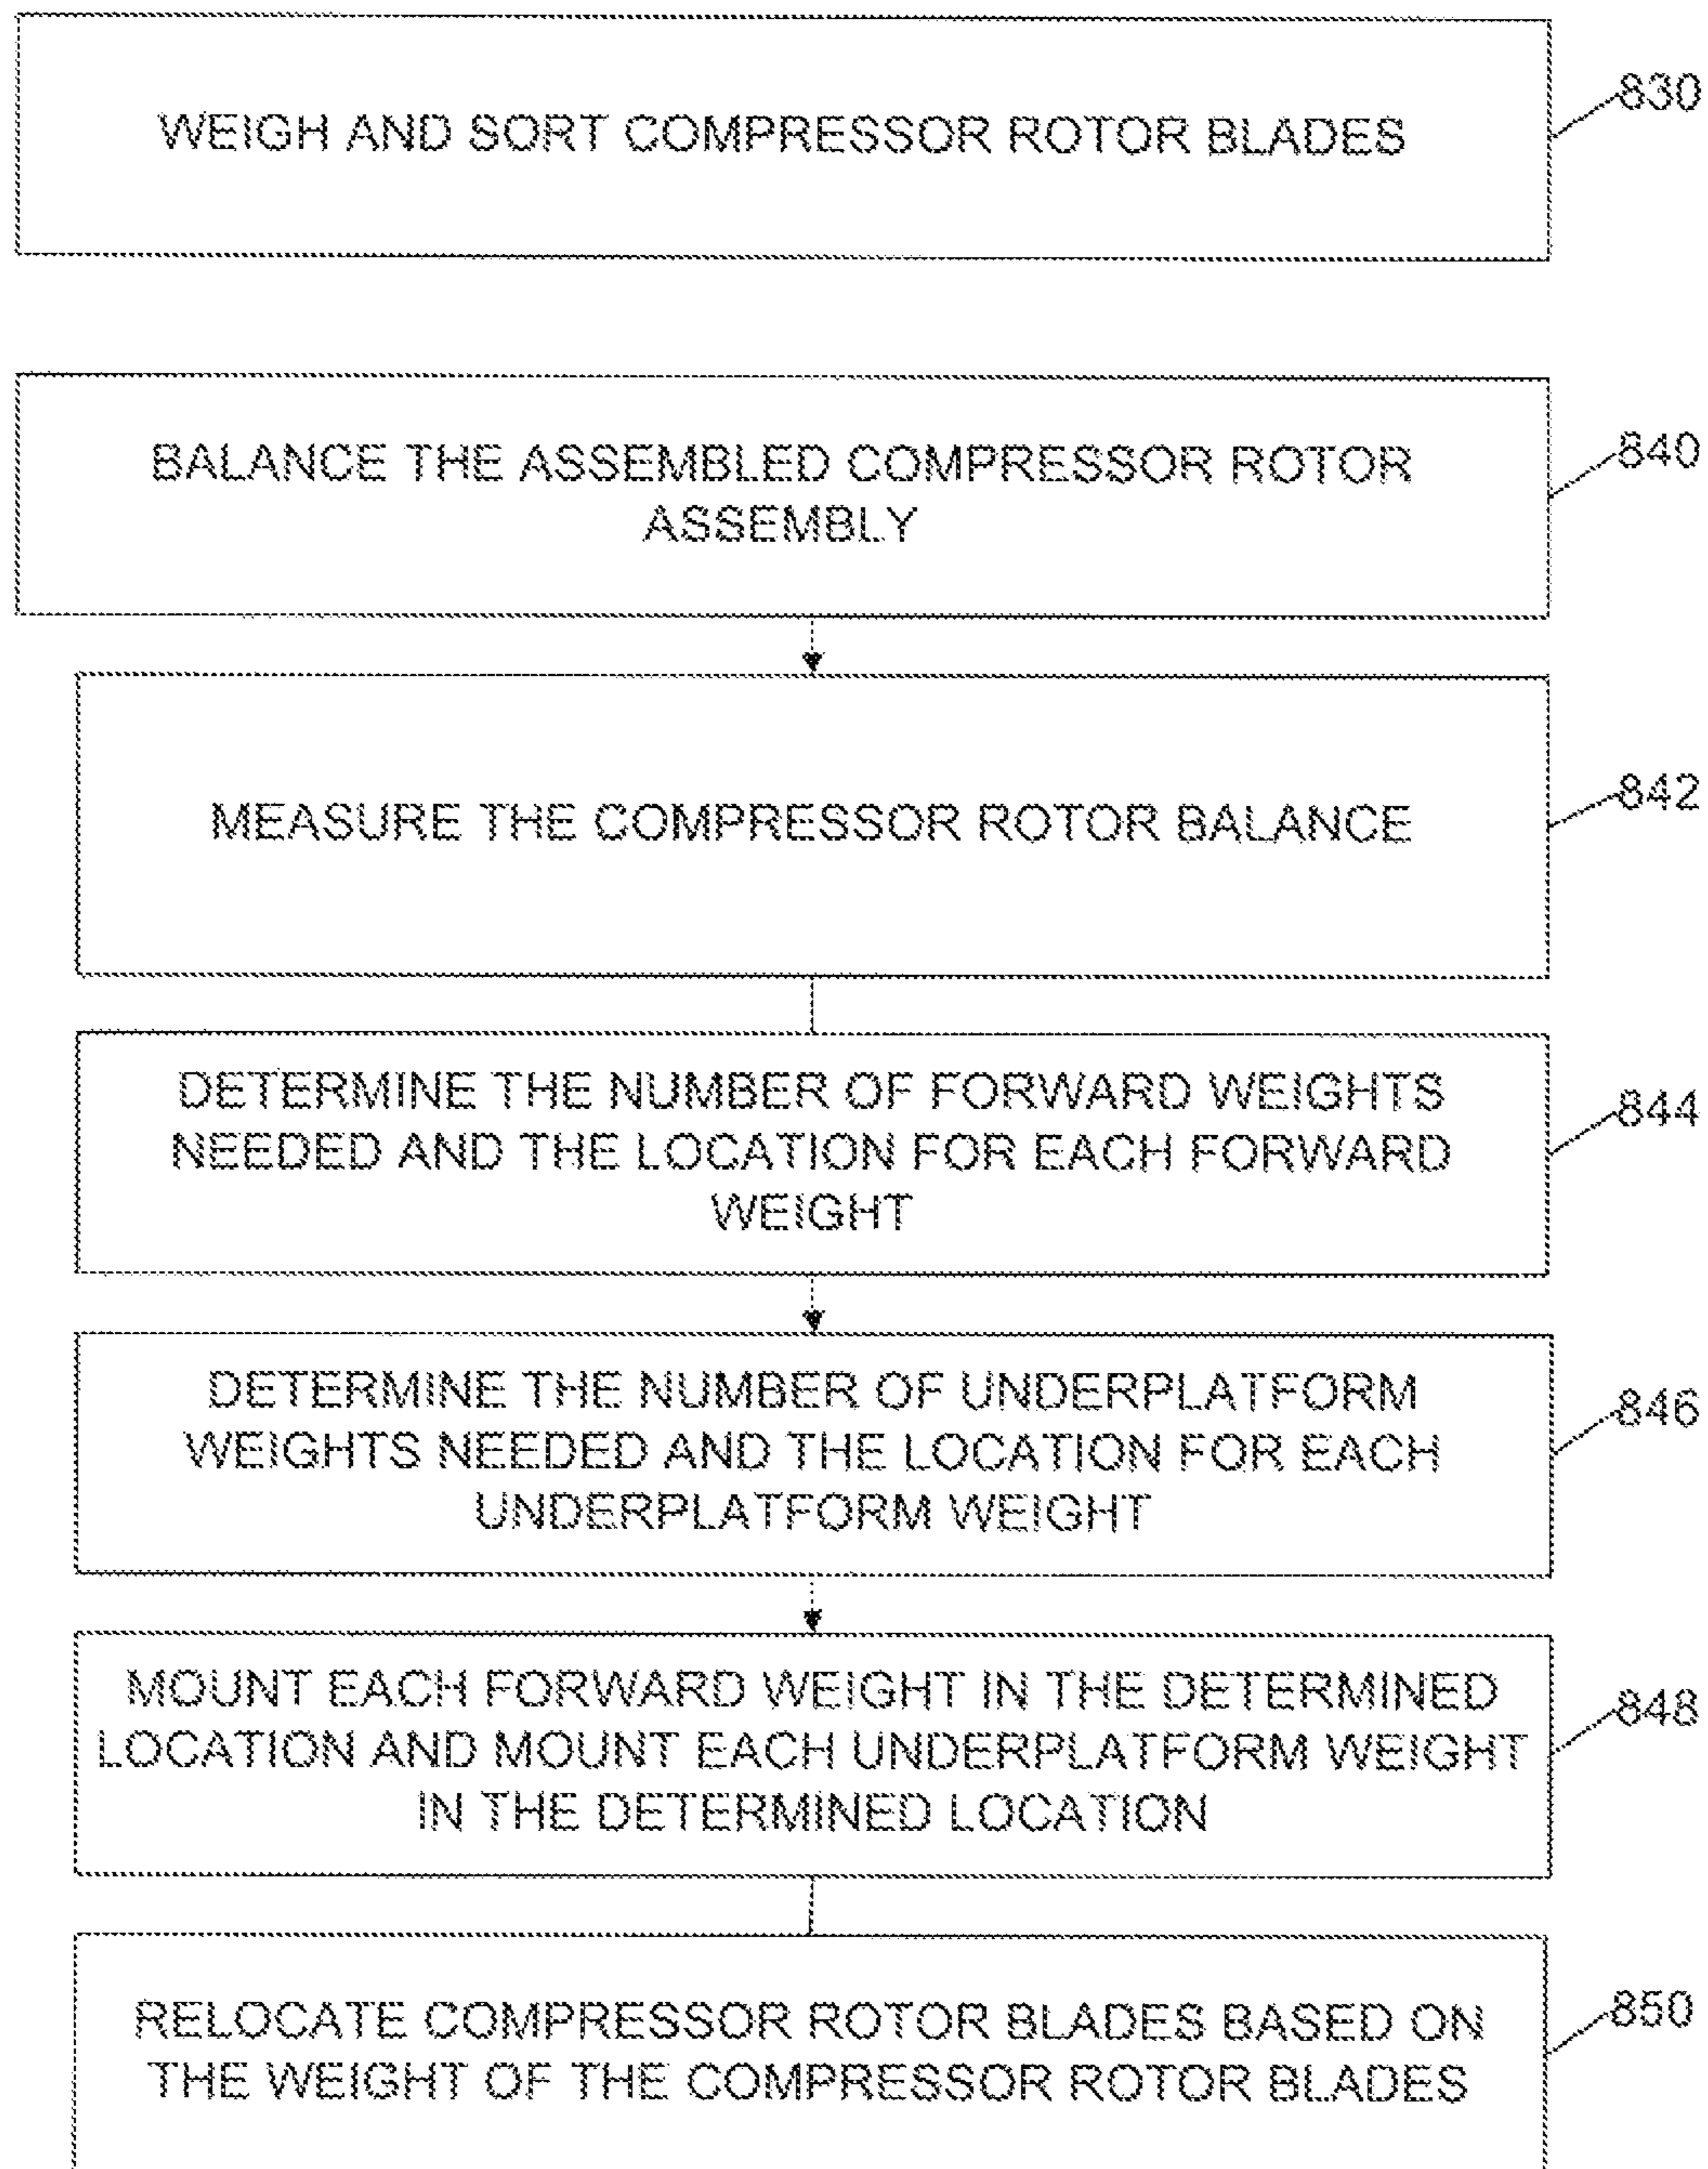 WEIGH AND SORT COMPRESSOR ROTOR BLADES
830
BALANCE THE ASSEMBLED COMPRESSOR ROTOR
ASSEMBLY
840
MEASURE THE COMPRESSOR ROTOR BALANCE
842
DETERMINE THE NUMBER OF FORWARD WEIGHTS
NEEDED AND THE LOCATION FOR EACH FORWARD
WEIGHT
844
DETERMINE THE NUMBER OF UNDERPLATFORM
WEIGHTS NEEDED AND THE LOCATION FOR EACH
UNDERPLATFORM WEIGHT
846
MOUNT EACH FORWARD WEIGHT IN THE DETERMINED
LOCATION AND MOUNT EACH UNDERPLATFORM WEIGHT
IN THE DETERMINED LOCATION
848
RELOCATE COMPRESSOR ROTOR BLADES BASED ON
THE WEIGHT OF THE COMPRESSOR ROTOR BLADES
850